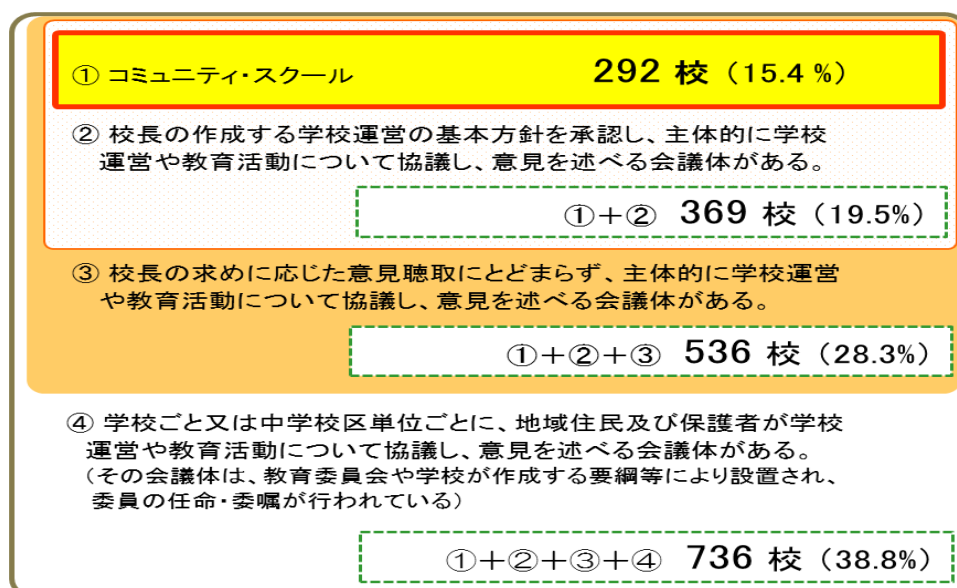 ① コミュニティ・スクール 292 校（15.4 %）
② 校長の作成する学校運営の基本方針を承認し、主体的に学校
運営や教育活動について協議し、意見を述べる会議体がある。
①＋② 369 校（19.5%）
③ 校長の求めに応じた意見聴取にとどまらず、主体的に学校運営
や教育活動について協議し、意見を述べる会議体がある。
①＋②＋③ 536 校（28.3%）
④ 学校ごと又は中学校区単位ごとに、地域住民及び保護者が学校
運営や教育活動について協議し、意見を述べる会議体がある。
（その会議体は、教育委員会や学校が作成する要綱等により設置され、
委員の任命・委嘱が行われている）
①＋②＋③＋④ 736 校（38.8%）